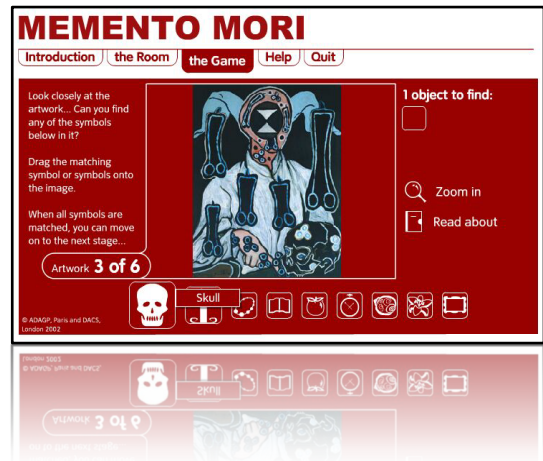 MEMENTO MORI
Introduction
the Room
the Game
Help
Quit
Look closely at the
artwork... Can you find
any of the symbols
below in it?
Drag the matching
symbol or symbols onto
the image.
When all symbols are
matched, you can move
on to the next stage...
Artwork 3 of 6
1 object to find:
Zoom in
Read about
Skull
© ADAGP, Paris and DACS,
London 2002